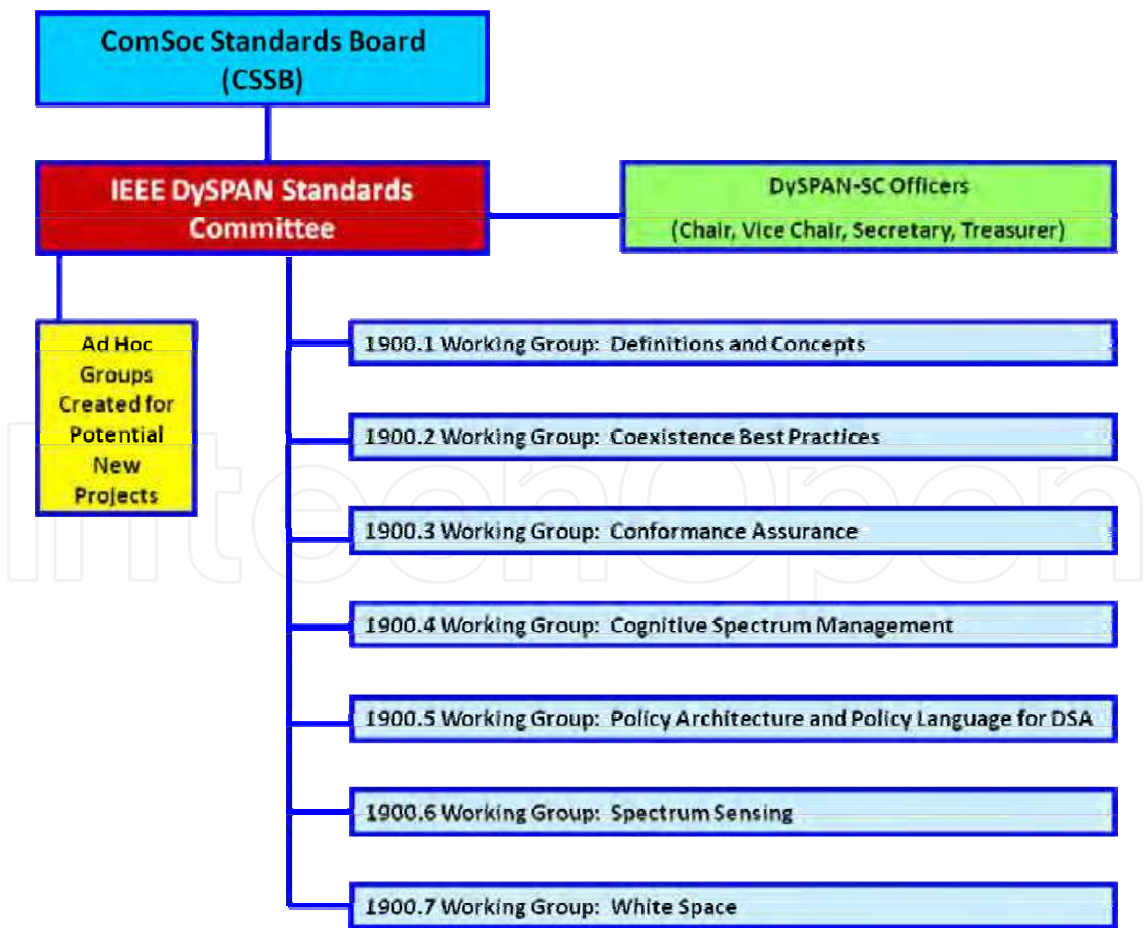 ComSoc Standards Board
(CSSB)
IEEE DySPAN Standards
Committee
DySPAN-SC Officers
(Chair, Vice Chair, Secretary, Treasurer)
Ad Hoc
Groups
Created for
Potential
New
Projects
1900.1 Working Group: Definitions and Concepts
1900.2 Working Group: Coexistence Best Practices
1900.3 Working Group: Conformance Assurance
1900.4 Working Group: Cognitive Spectrum Management
1900.5 Working Group: Policy Architecture and Policy Language for DSA
1900.6 Working Group: Spectrum Sensing
1900.7 Working Group: White Space
IntechOpen